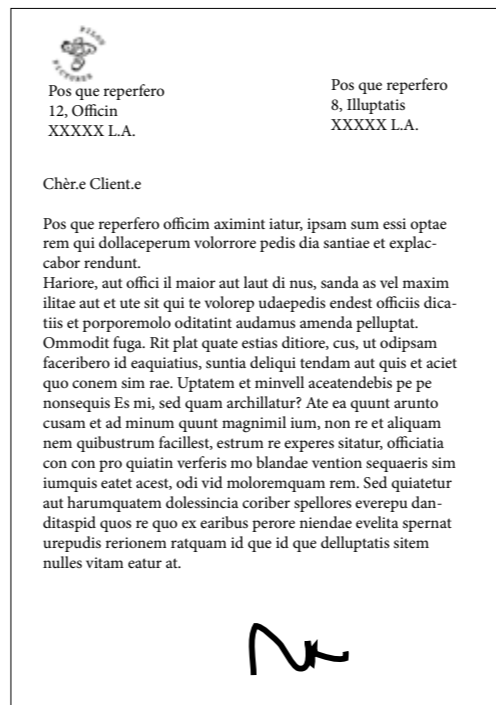 PILOU
PICTURES
Pos que reperfero
12, Officin
XXXXX L.A.
Pos que reperfero
8, Illuptatis
XXXXX L.A.
Chèr.e Client.e
Pos que reperfero officim aximint iatur, ipsam sum essi optae
rem qui dollaceperum volorrore pedis dia santiae et explac-
cabor rendunt.
Hariore, aut offici il maior aut laut di nus, sanda as vel maxim
ilitae aut et ute sit qui te volorep udaepedis endest officiis dica-
tiis et porporemolo oditatint audamus amenda pelluptat.
Ommodit fuga. Rit plat quate estias ditiore, cus, ut odipsam
faceribero id eaquiatius, suntia deliqui tendam aut quis et aciet
quo conem sim rae. Uptatem et minvell aceatendebis pe pe
nonsequis Es mi, sed quam archillatur? Ate ea quunt arunto
cusam et ad minum quunt magnimil ium, non re et aliquam
nem quibustrum facillest, estrum re experes sitatur, officiatia
con con pro quiatin verferis mo blandae vention sequaeris sim
iumquis eatet acest, odi vid moloremquam rem. Sed quiatetur
aut harumquatem dolessincia coriber spellores everepu dan-
ditaspid quos re quo ex earibus perore niendae evelita spernat
urepudis rerionem ratquam id que id que delluptatis sitem
nulles vitam eatur at.